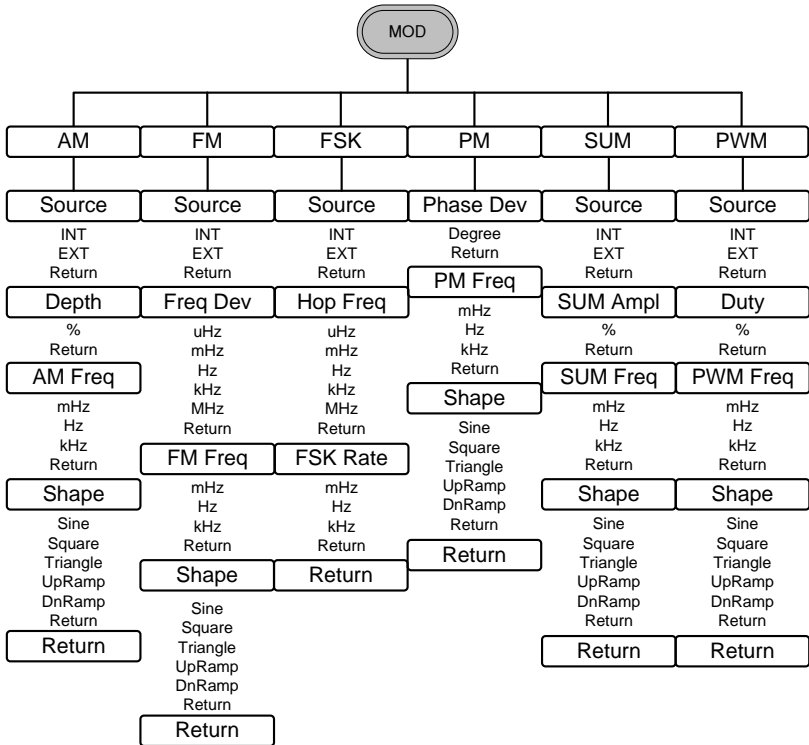 MOD
AM
FM
FSK
PM
SUM
PWM
Source
INT
EXT
Return
Depth
%
Return
AM Freq
mHz
Hz
kHz
Return
Shape
Sine
Square
Triangle
UpRamp
DnRamp
Return
Return
Source
INT
EXT
Return
Freq Dev
uHz
mHz
Hz
kHz
MHz
Return
FM Freq
mHz
Hz
kHz
Return
Shape
Sine
Square
Triangle
UpRamp
DnRamp
Return
Return
Source
INT
EXT
Return
Hop Freq
uHz
mHz
Hz
kHz
MHz
Return
FSK Rate
mHz
Hz
kHz
Return
Return
Phase Dev
Degree
Return
PM Freq
mHz
Hz
kHz
Return
Shape
Sine
Square
Triangle
UpRamp
DnRamp
Return
Return
Source
INT
EXT
Return
SUM Ampl
%
Return
SUM Freq
mHz
Hz
kHz
Return
Shape
Sine
Square
Triangle
UpRamp
DnRamp
Return
Return
Source
INT
EXT
Return
Duty
%
Return
PWM Freq
mHz
Hz
kHz
Return
Shape
Sine
Square
Triangle
UpRamp
DnRamp
Return
Return